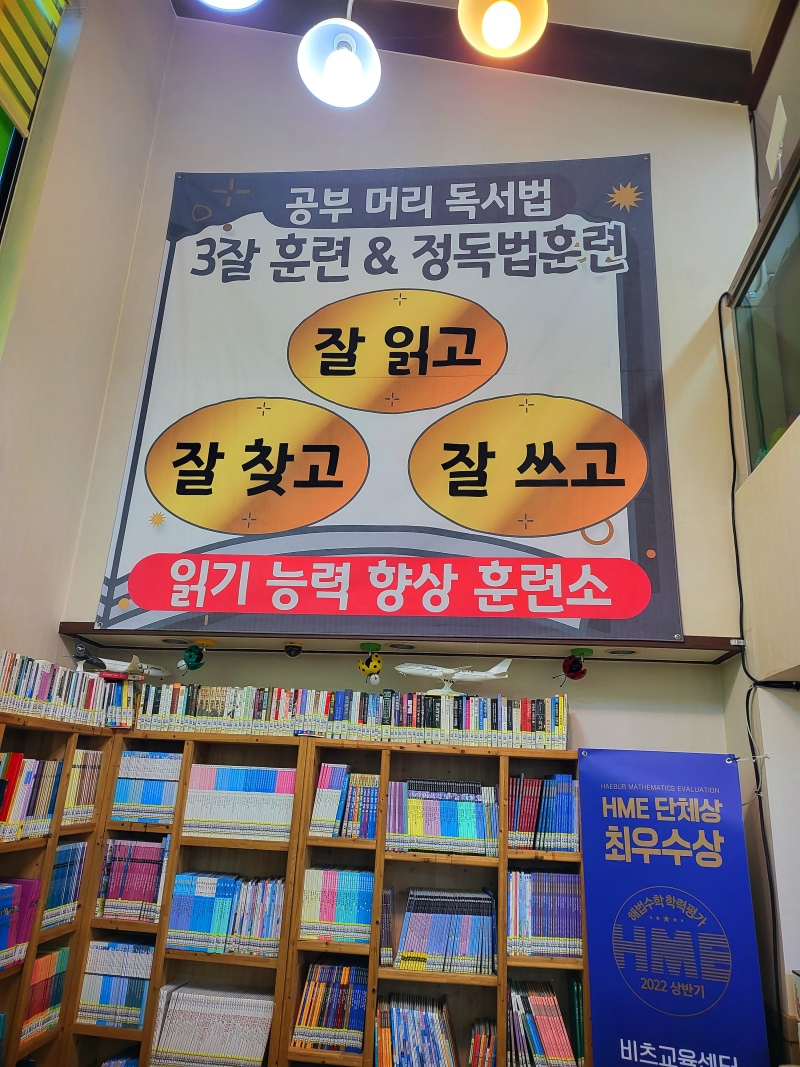 공부 머리 독서법
3잘 훈련 & 정독법훈련
잘 읽고
잘 찾고
잘 쓰고
읽기 능력 향상 훈련소
HAEBUB MATHEMATICS EVALUATION
HME 단체상
최우수상
해법수학 학력평가
HME
2022 상반기
비츠교육센터